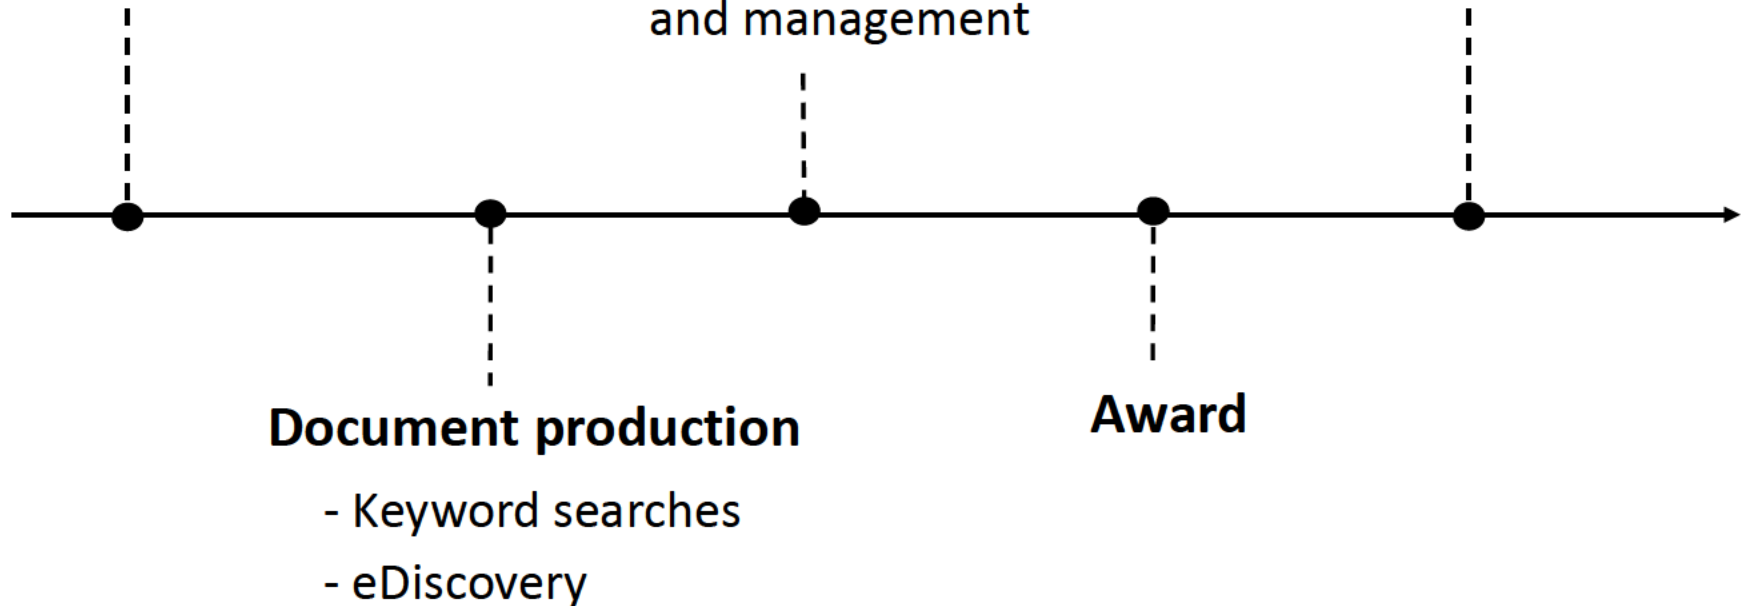 and management
Document production
Award
- Keyword searches
- eDiscovery